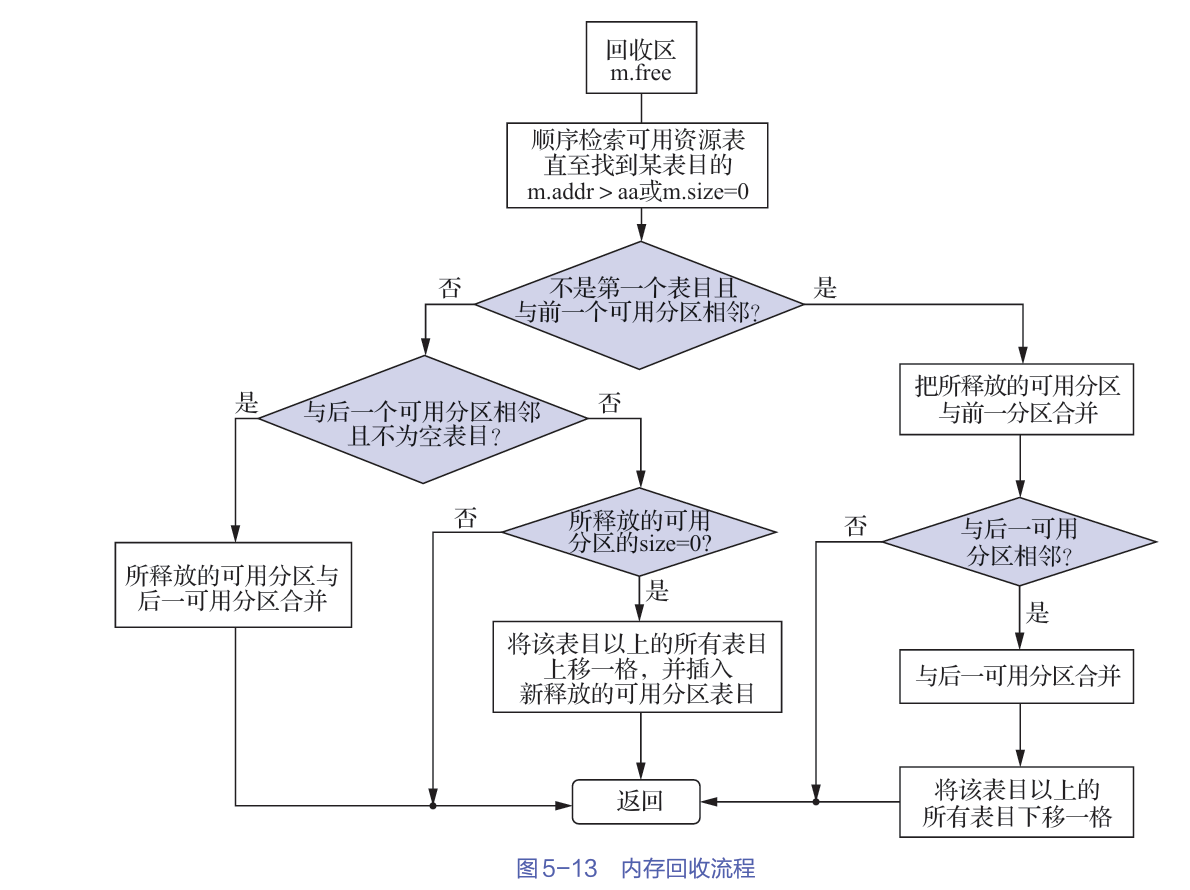 回收区
m.free
顺序检索可用资源表
直至找到某表目的
m.addr > aa或m.size=0
不是第一个表目且
与前一个可用分区相邻?
否
是
与后一个可用分区相邻
且不为空表目?
是
否
把所释放的可用分区
与前一分区合并
所释放的可用
分区的size=0?
否
是
与后一可用
分区相邻?
否
是
所释放的可用分区与
后一可用分区合并
将该表目以上的所有表目
上移一格，并插入
新释放的可用分区表目
与后一可用分区合并
将该表目以上的
所有表目下移一格
返回
图5-13 内存回收流程